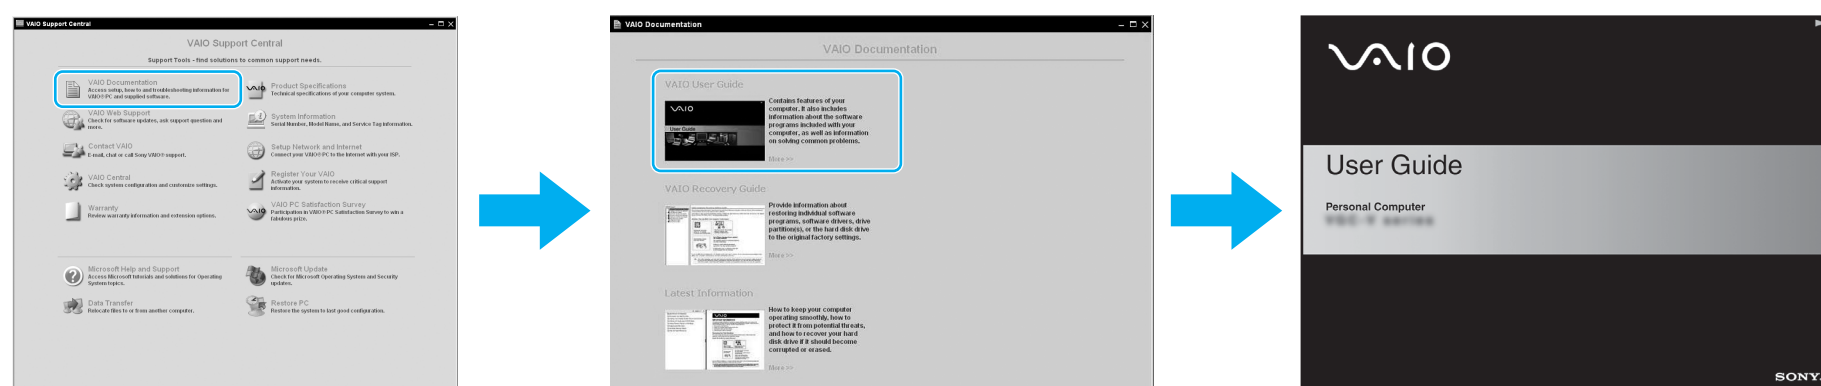 VAIO Support Central
VAIO Support Central
Support Tools - find solutions to common support needs.
VAIO Documentation
Access setup, how to and troubleshooting information for
VAIO® PC and supplied software.
VAIO Web Support
Check for software updates, ask support question and
more.
Contact VAIO
E-mail, chat or call Sony VAIO® support.
VAIO Central
Check system configuration and customize settings.
Warranty
Review warranty information and extension options.
VAIO
Product Specifications
Technical specifications of your computer system.
System Information
Serial Number, Model Name, and Service Tag information.
Setup Network and Internet
Connect your VAIO® PC to the Internet with your ISP.
Register Your VAIO
Activate your system to receive critical support
information.
VAIO
VAIO PC Satisfaction Survey
Participation in VAIO® PC Satisfaction Survey to win a
fabulous prize.
Microsoft Help and Support
Access Microsoft tutorials and solutions for Operating
System topics.
Data Transfer
Relocate files to or from another computer.
Microsoft Update
Check for Microsoft Operating System and Security
updates.
Restore PC
Restore the system to last good configuration.
VAIO Documentation
VAIO Documentation
VAIO User Guide
VAIO
User Guide
Contains features of your
computer. It also includes
information about the software
programs included with your
computer, as well as information
on solving common problems.
More >>
VAIO Recovery Guide
Provide information about
restoring individual software
programs, software drivers, drive
partition(s), or the hard disk drive
to the original factory settings.
More >>
Latest Information
VAIO
How to keep your computer
operating smoothly, how to
protect it from potential threats,
and how to recover your hard
disk drive if it should become
corrupted or erased.
More >>
VAIO
User Guide
Personal Computer
SONY